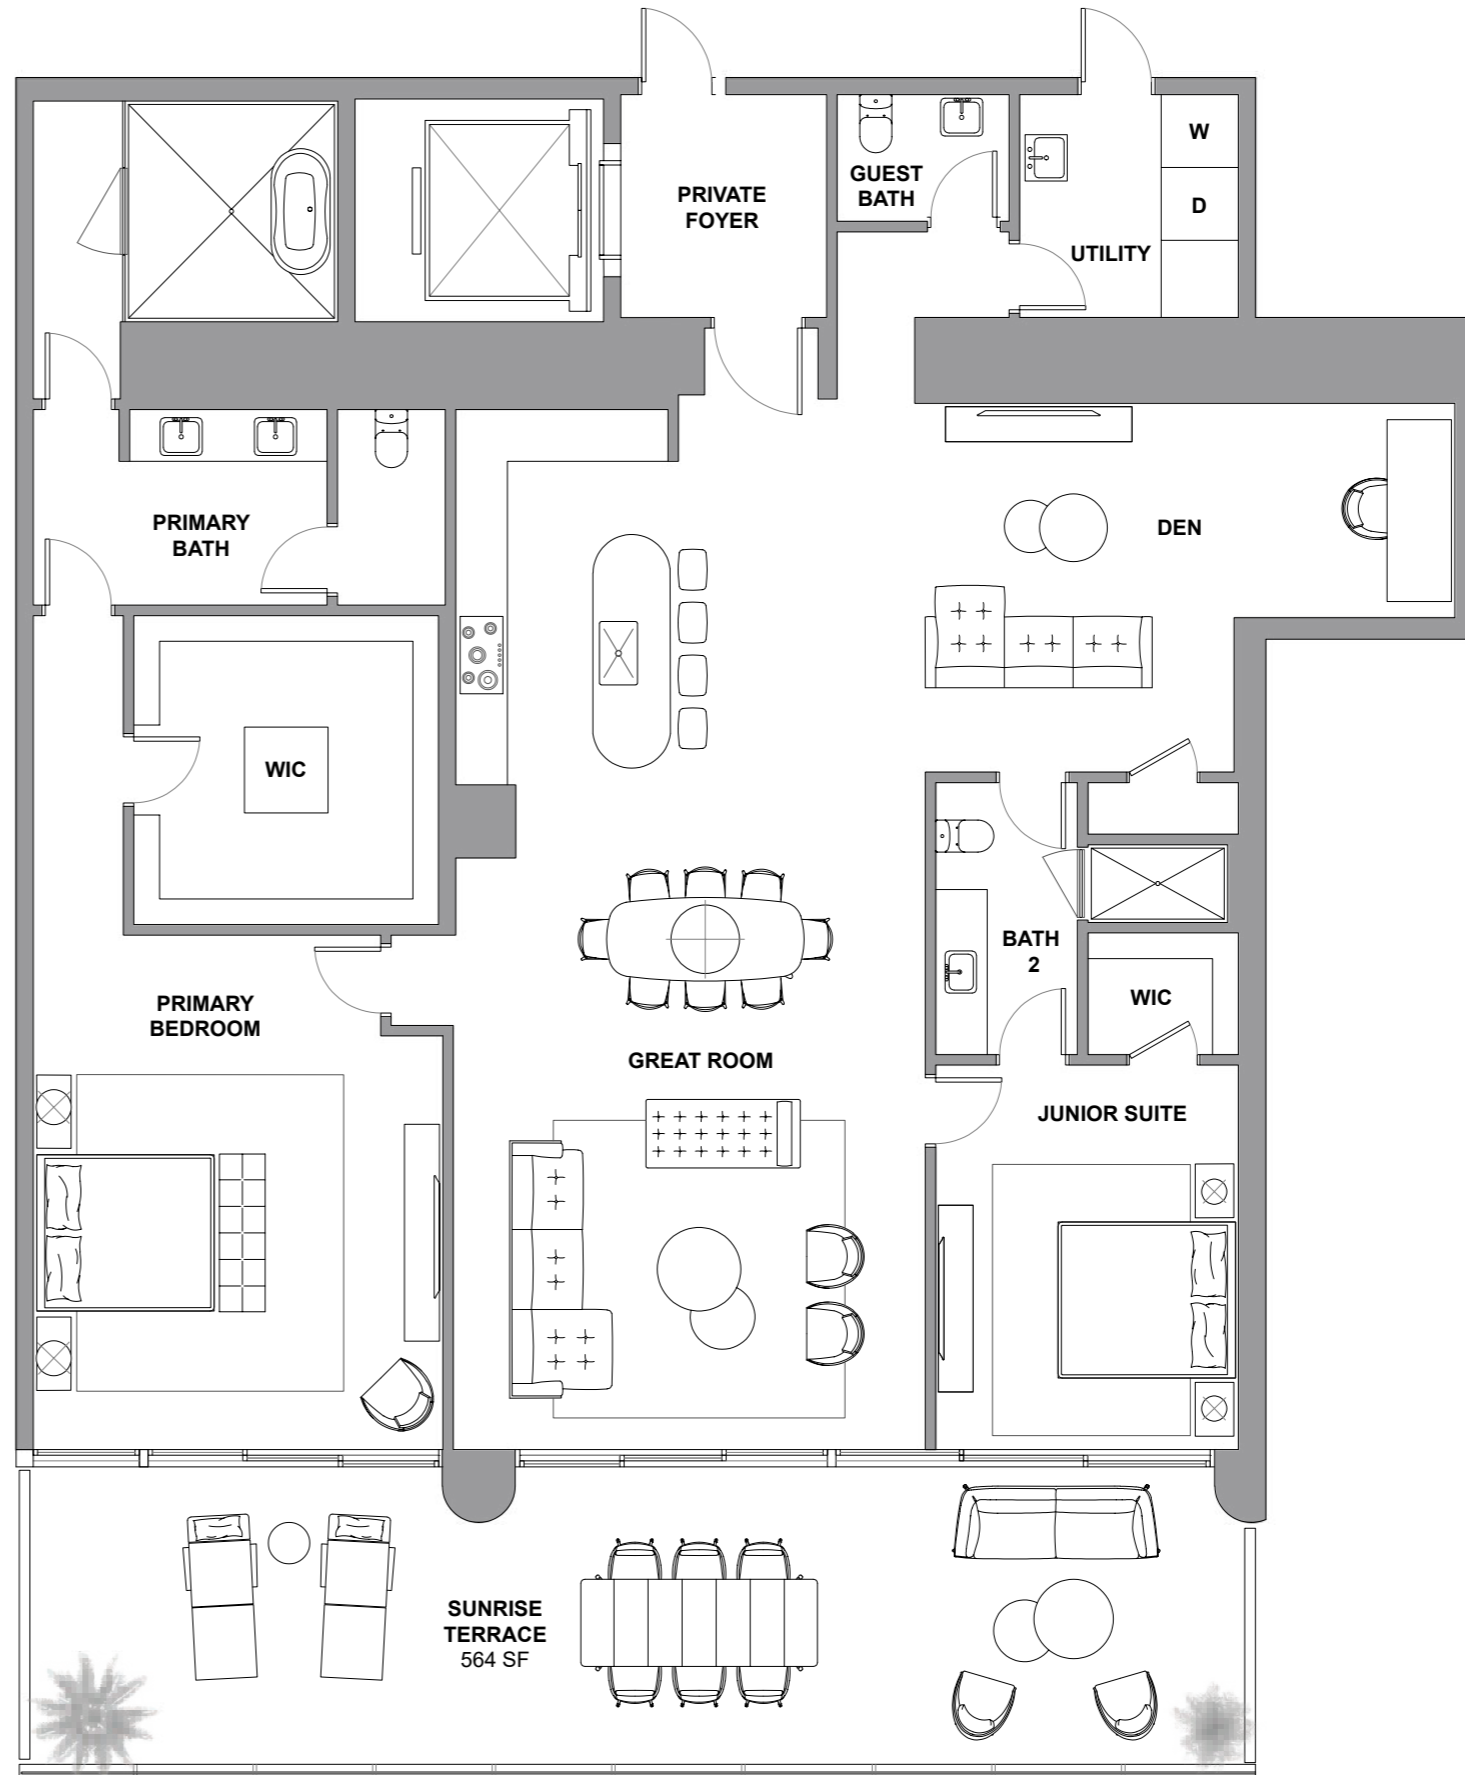 W
GUEST
BATH
PRIVATE
FOYER
D
UTILITY
PRIMARY
BATH
DEN
WIC
BATH
2
WIC
PRIMARY
BEDROOM
GREAT ROOM
JUNIOR SUITE
SUNRISE
TERRACE
564 SF